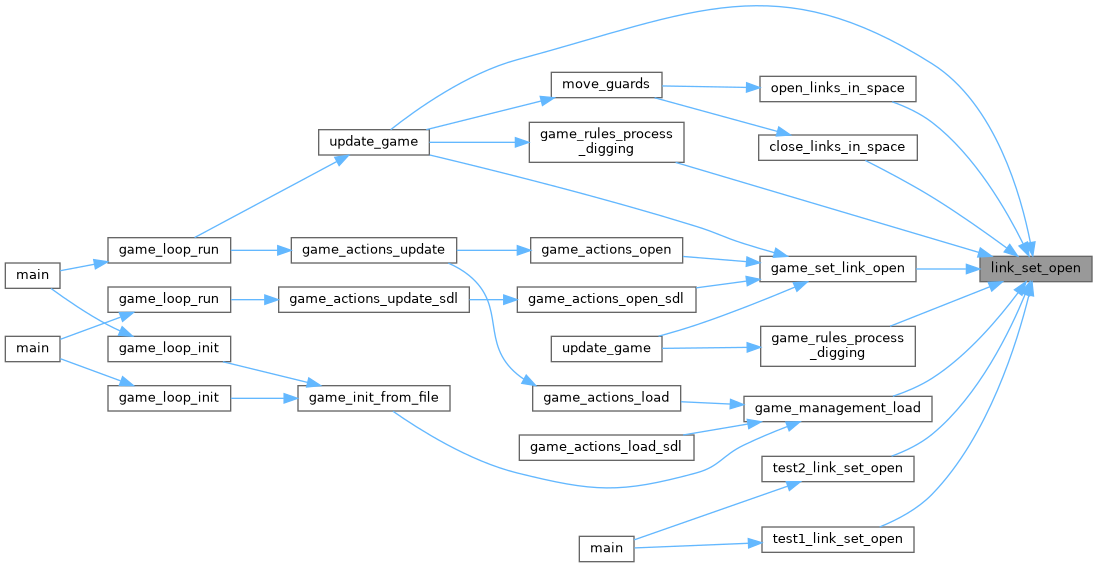 move_guards
open_links_in_space
game_rules_process
_digging
update_game
close_links_in_space
game_loop_run
game_actions_update
game_actions_open
game_set_link_open
link_set_open
main
game_loop_run
game_actions_update_sdl
game_actions_open_sdl
main
game_loop_init
update_game
game_rules_process
_digging
game_loop_init
game_init_from_file
game_actions_load
game_management_load
game_actions_load_sdl
test2_link_set_open
main
test1_link_set_open